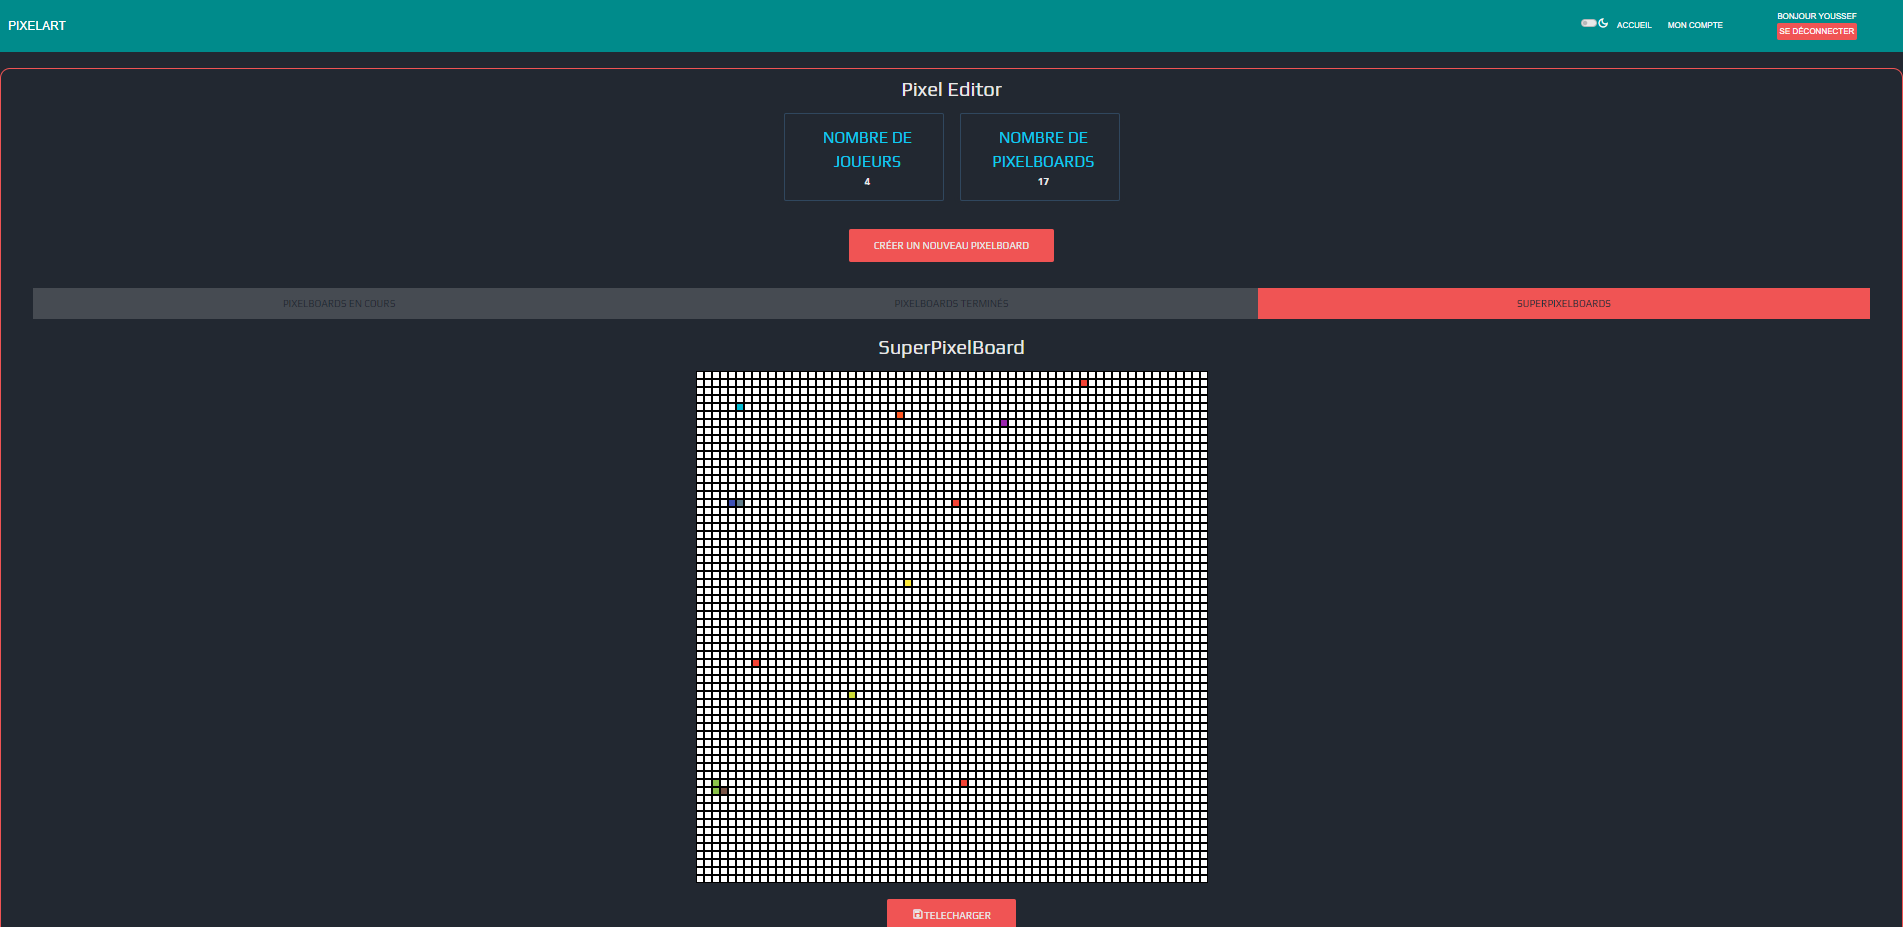 PIXELART
ACCUEIL
MON COMPTE
BONJOUR YOUSSEF
SE DÉCONNECTER
Pixel Editor
NOMBRE DE
JOUEURS
4
NOMBRE DE
PIXELBOARDS
17
CRÉER UN NOUVEAU PIXELBOARD
PIXELBOARDS EN COURS
PIXELBOARDS TERMINÉS
SUPERPIXELBOARDS
SuperPixelBoard
TELECHARGER